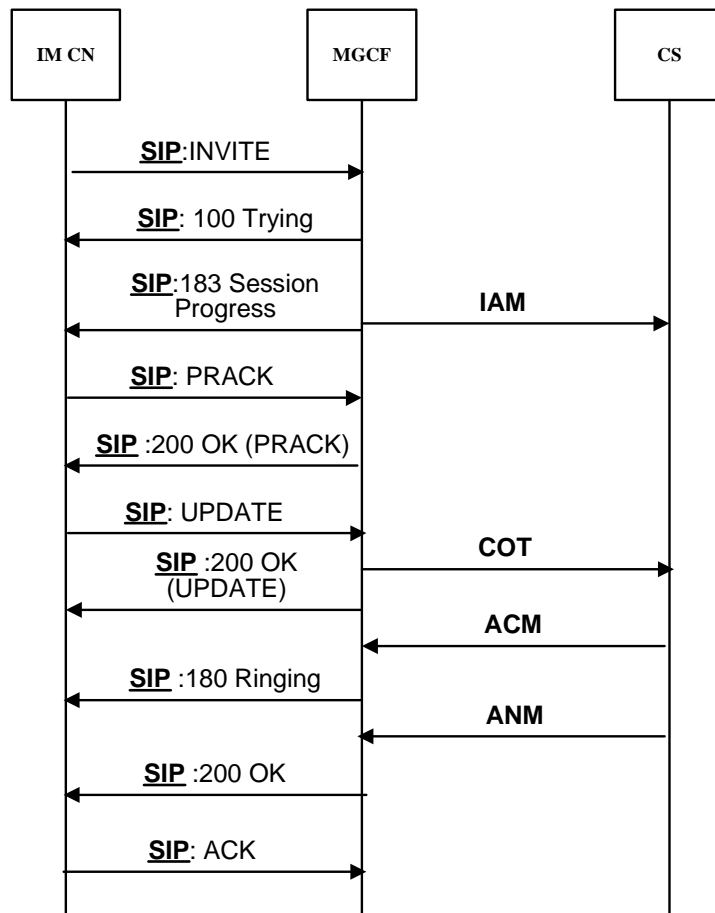 IM CN
MGCF
CS
SIP:INVITE
SIP: 100 Trying
SIP:183 Session
Progress
IAM
SIP: PRACK
SIP :200 OK (PRACK)
SIP: UPDATE
SIP :200 OK
(UPDATE)
COT
ACM
SIP :180 Ringing
ANM
SIP :200 OK
SIP: ACK